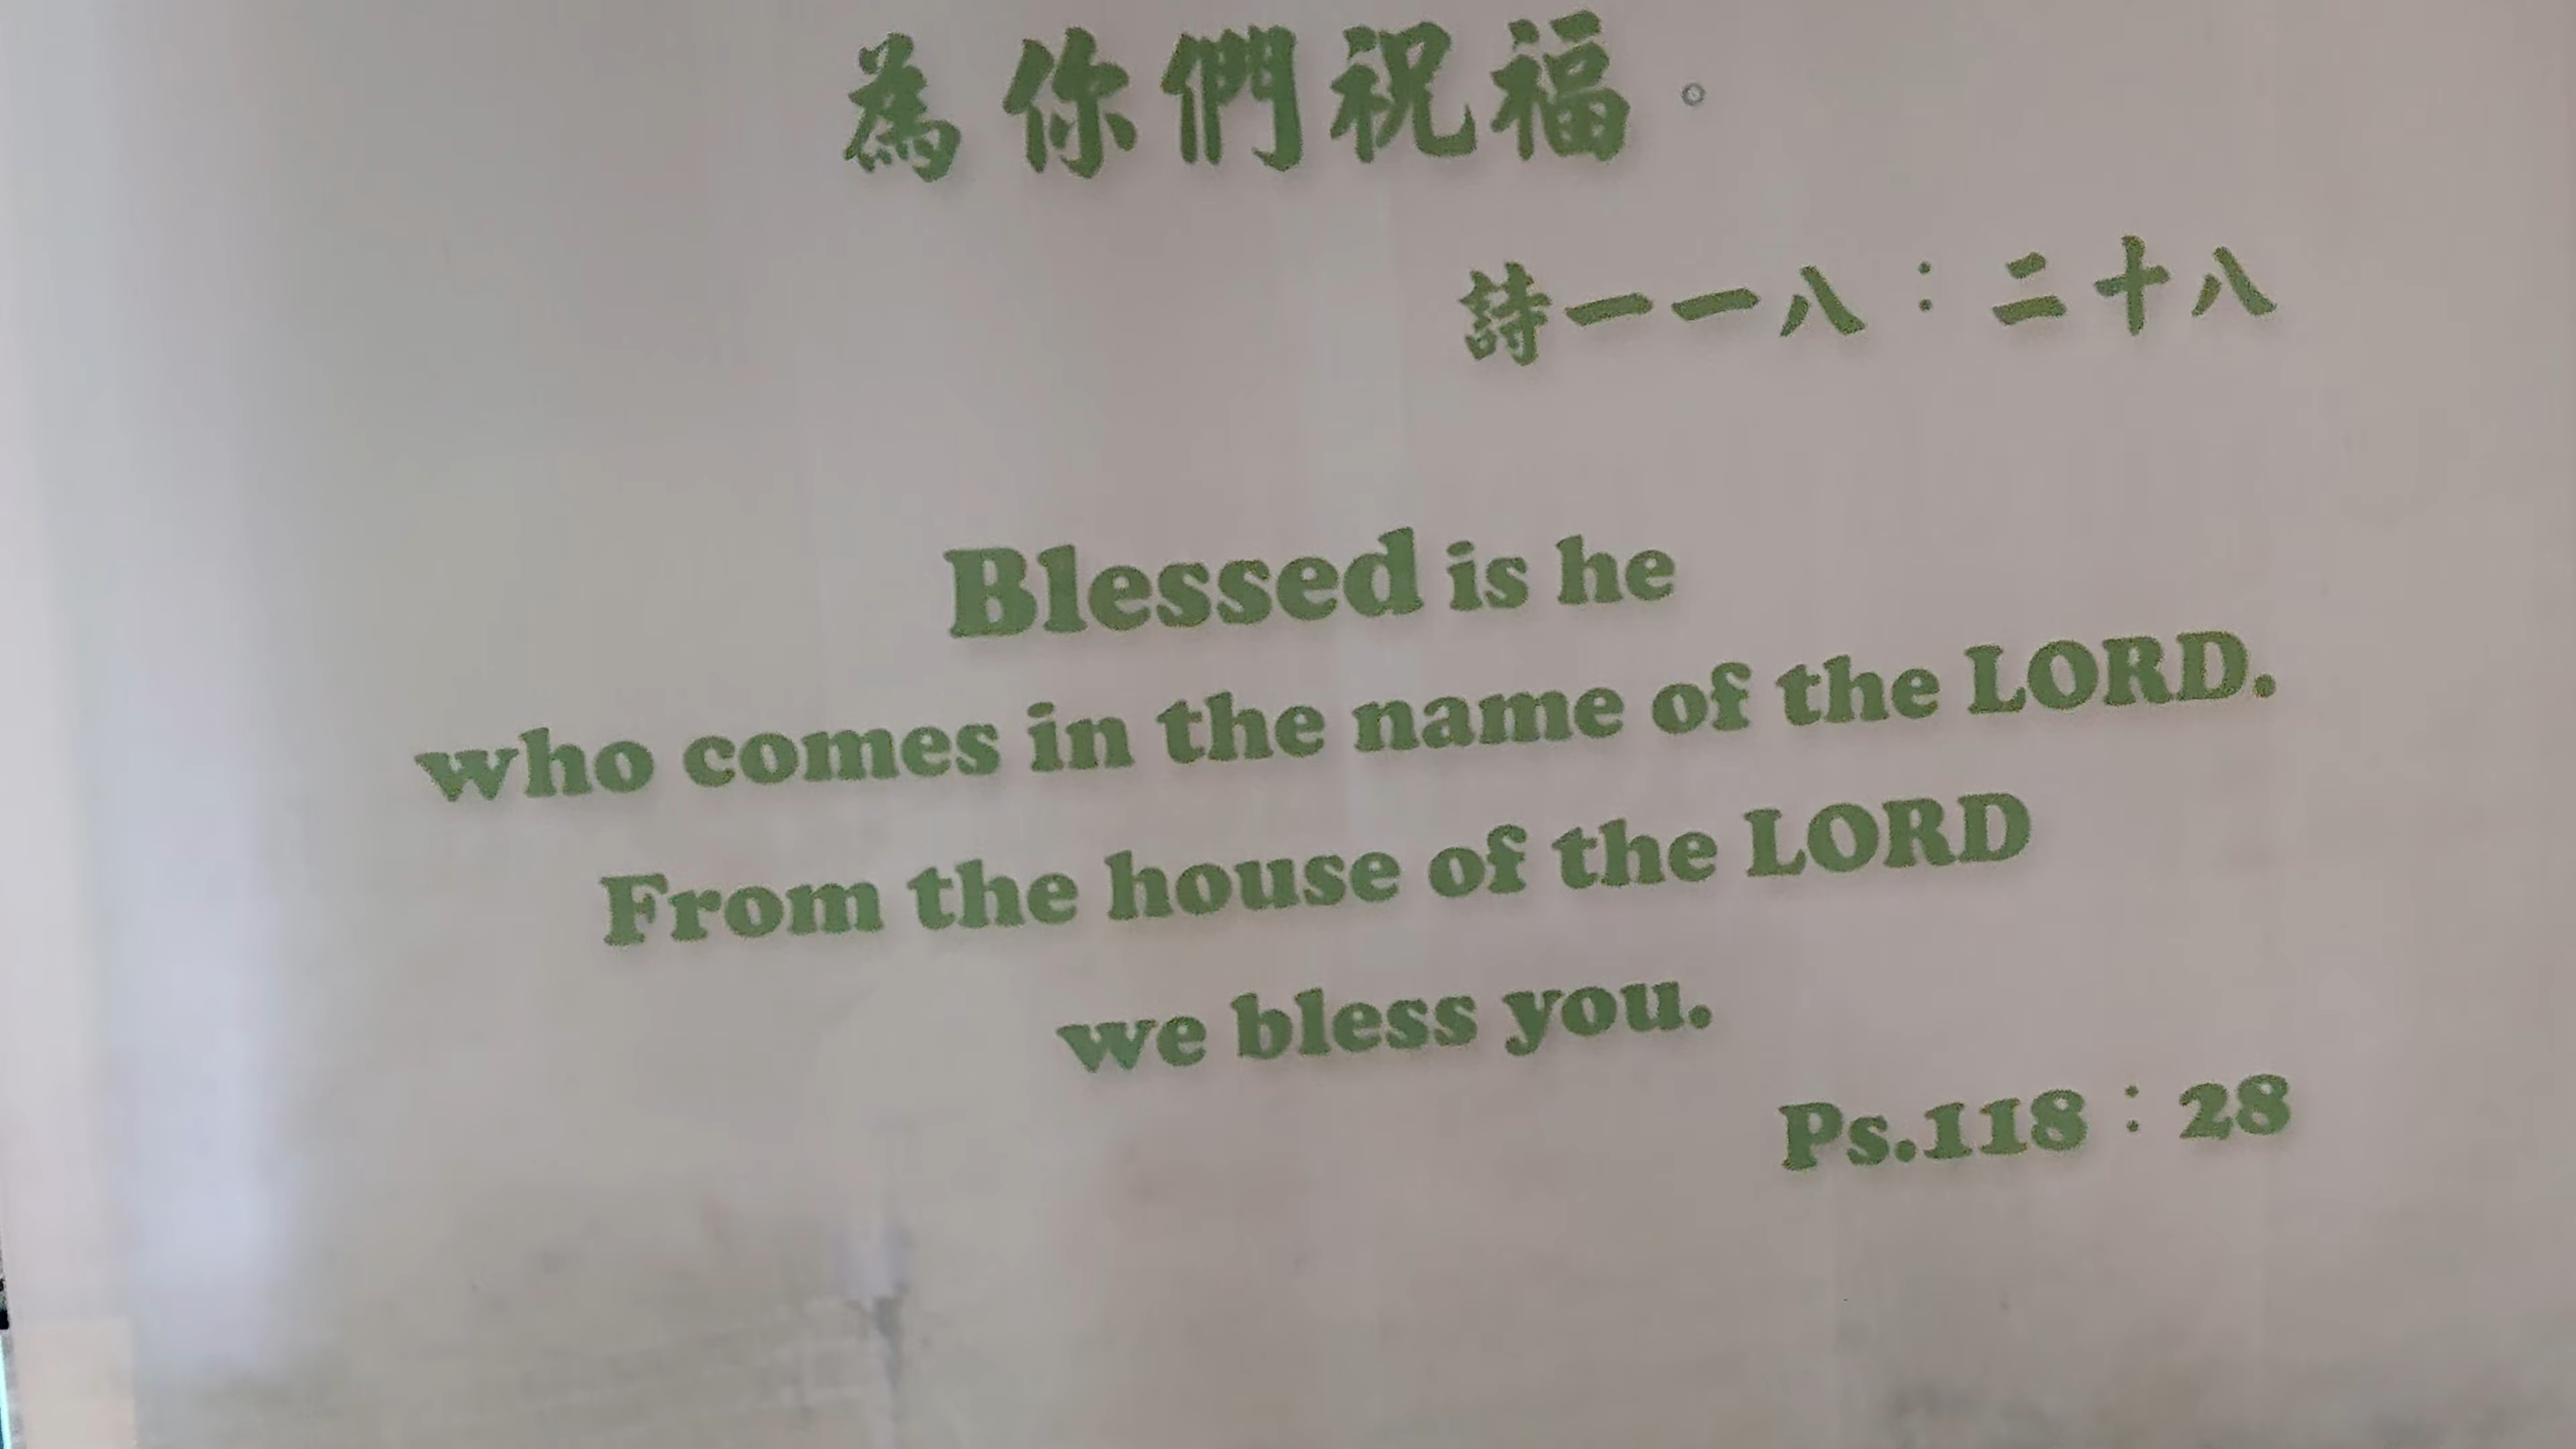 為你們祝福。
詩一一八：二十八
Blessed is he
who comes in the name of the LORD.
From the house of the LORD
we bless you.
Ps.118：28